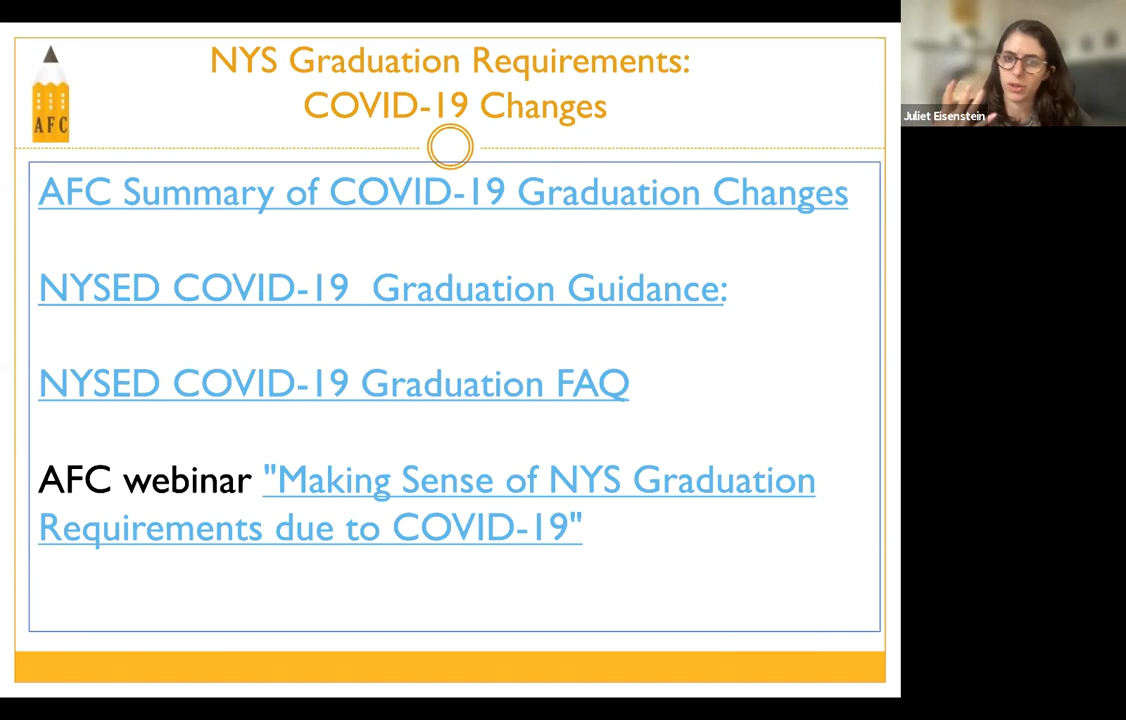 NYS Graduation Requirements:
COVID-19 Changes
AFC
Juliet Eisenstein
AFC Summary of COVID-19 Graduation Changes
NYSED COVID-19  Graduation Guidance:
NYSED COVID-19 Graduation FAQ
AFC webinar "Making Sense of NYS Graduation
Requirements due to COVID-19"